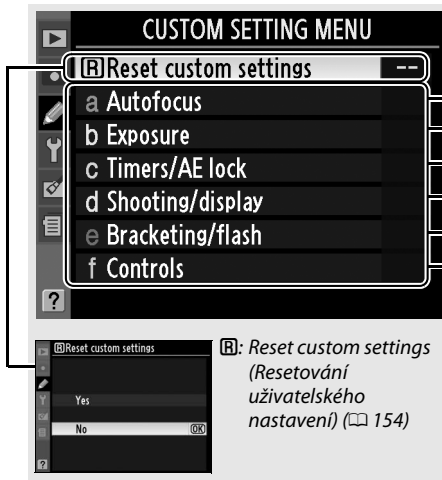 CUSTOM SETTING MENU
R Reset custom settings --
a Autofocus
b Exposure
c Timers/AE lock
d Shooting/display
e Bracketing/flash
f Controls
?
R Reset custom settings
Yes
No OK
?
R: Reset custom settings
(Resetování
uživatelského
nastavení) (📖 154)